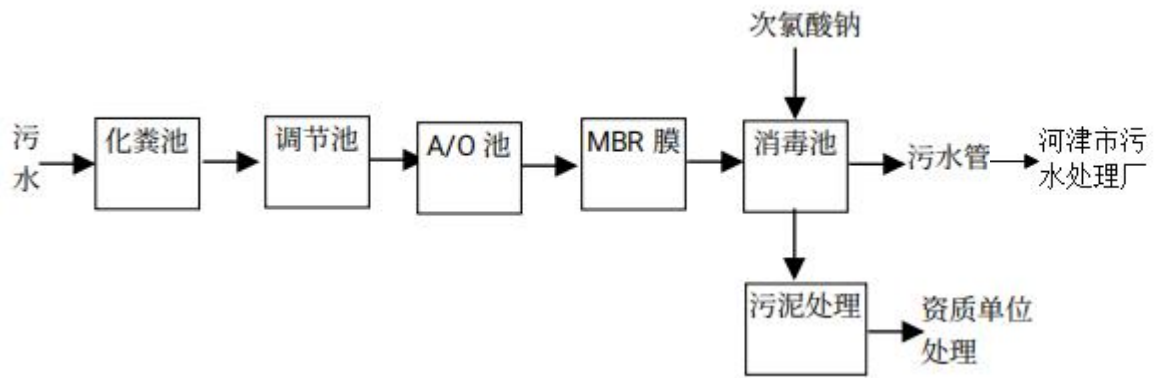 次氯酸钠
污
水
化粪池
调节池
A/O 池
MBR 膜
消毒池
污水管
河津市污
水处理厂
污泥处理
资质单位
处理